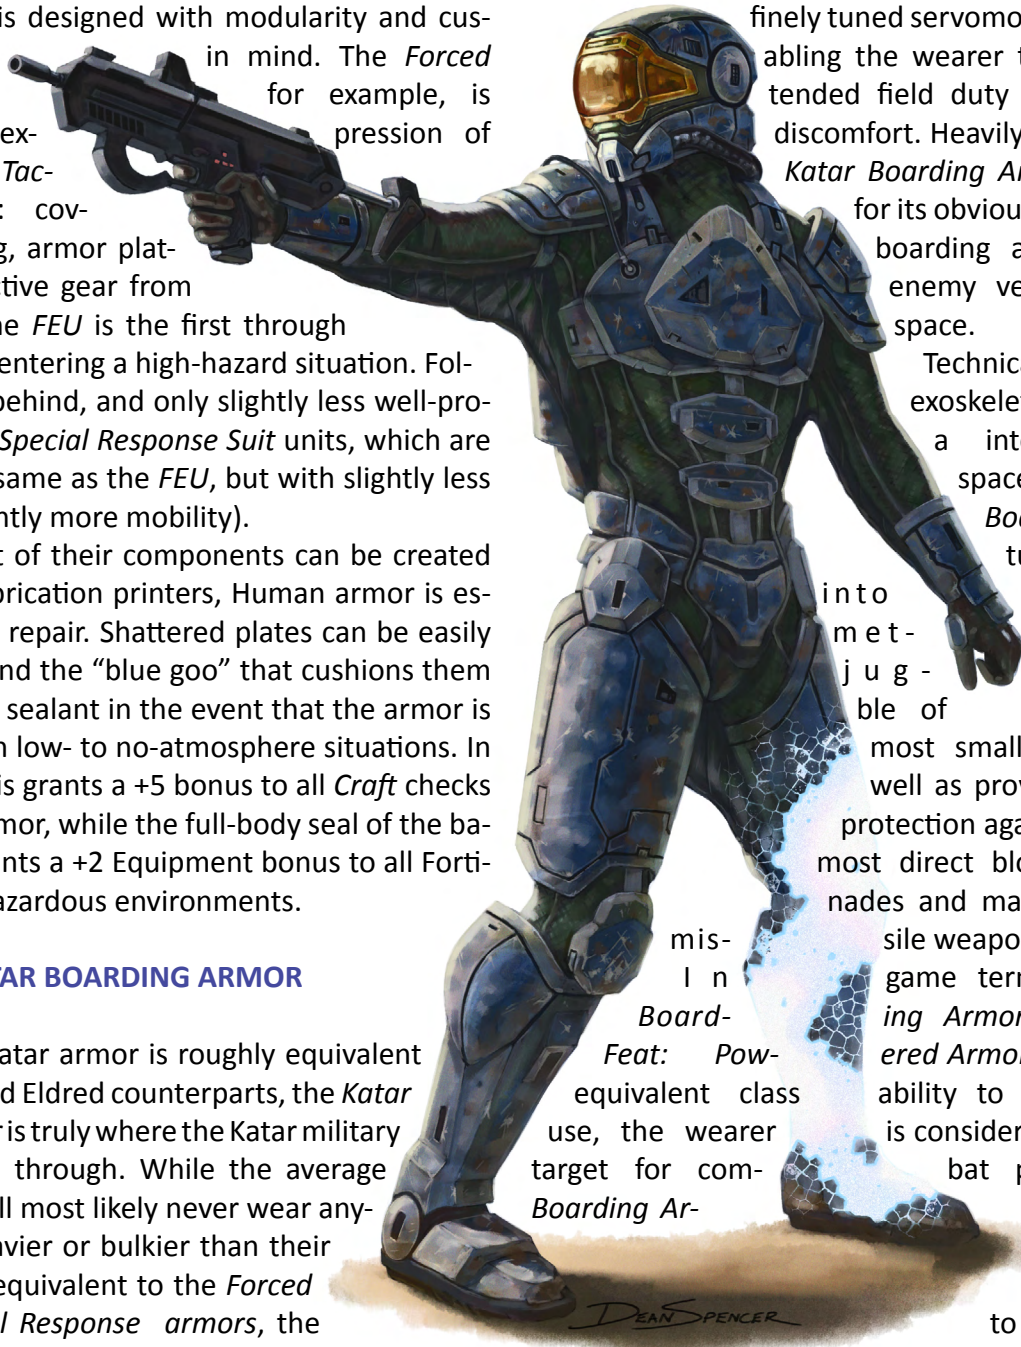 is designed with modularity and cus-
in mind. The Forced
for example, is
ex- pression of
Tac-
: cov-
g, armor plat-
ctive gear from
he FEU is the first through
entering a high-hazard situation. Fol-
behind, and only slightly less well-pro-
Special Response Suit units, which are
same as the FEU, but with slightly less
ntly more mobility).
t of their components can be created
brication printers, Human armor is es-
repair. Shattered plates can be easily
nd the “blue goo” that cushions them
sealant in the event that the armor is
n low- to no-atmosphere situations. In
is grants a +5 bonus to all Craft checks
mor, while the full-body seal of the ba-
nts a +2 Equipment bonus to all Forti-
azardous environments.
TAR BOARDING ARMOR
atar armor is roughly equivalent
d Eldred counterparts, the Katar
r is truly where the Katar military
through. While the average
ll most likely never wear any-
avier or bulkier than their
equivalent to the Forced
l Response armors, the
finely tuned servomo
abling the wearer t
tended field duty
discomfort. Heavily
Katar Boarding Ar
for its obviou
boarding a
enemy ve
space.
Technica
exoskele
a int
space
Boa
tu
into
met-
jug-
ble of
most small
well as prov
protection aga
most direct blo
nades and ma
mis- sile weapo
In game tern
Board- ing Armor
Feat: Pow- ered Armor
equivalent class ability to
use, the wearer is consider
target for com- bat p
Boarding Ar-
to
DEAN SPENCER